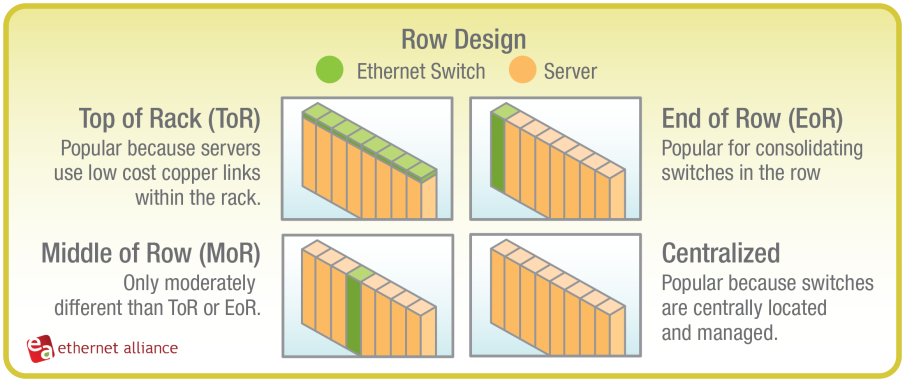 Row Design
Ethernet Switch
Server
Top of Rack (ToR)
Popular because servers
use low cost copper links
within the rack.
End of Row (EoR)
Popular for consolidating
switches in the row
Middle of Row (MoR)
Only moderately
different than ToR or EoR.
Centralized
Popular because switches
are centrally located
and managed.
ea ethernet alliance